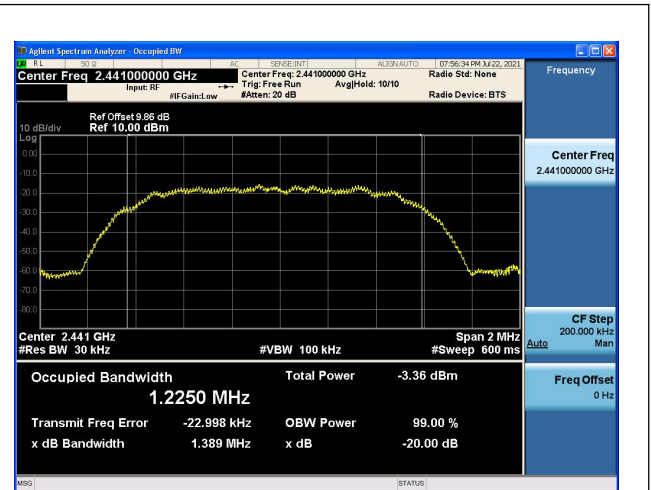 Agilent Spectrum Analyzer - Occupied BW
RL 50 Ω AC SENSE:INT ALIGNAUTO 07:56:34 PM Jul 22, 2021
Center Freq 2.441000000 GHz Center Freq: 2.441000000 GHz Radio Std: None
Input: RF Trig: Free Run Avg|Hold: 10/10
#IFGain:Low #Atten: 20 dB Radio Device: BTS
Frequency
Ref Offset 9.86 dB
10 dB/div Ref 10.00 dBm
Log
0.00
-10.0
-20.0
-30.0
-40.0
-50.0
-60.0
-70.0
-80.0
Center Freq
2.441000000 GHz
Center 2.441 GHz Span 2 MHz
#Res BW 30 kHz #VBW 100 kHz #Sweep 600 ms
CF Step
200.000 kHz
Auto Man
Occupied Bandwidth Total Power -3.36 dBm
1.2250 MHz
Transmit Freq Error -22.998 kHz OBW Power 99.00 %
x dB Bandwidth 1.389 MHz x dB -20.00 dB
Freq Offset
0 Hz
MSG STATUS